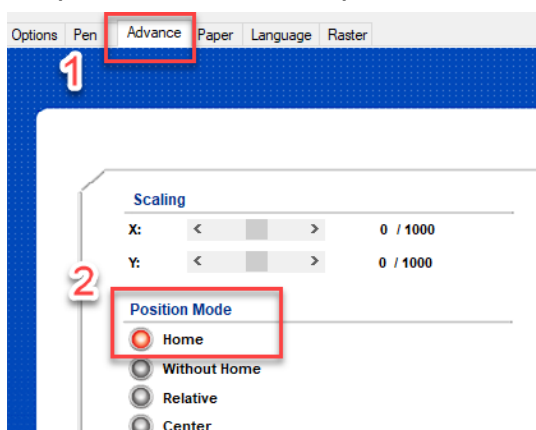 Options Pen Advance Paper Language Raster
1
Scaling
X: < > 0 / 1000
Y: < > 0 / 1000
2
Position Mode
Home
Without Home
Relative
Center